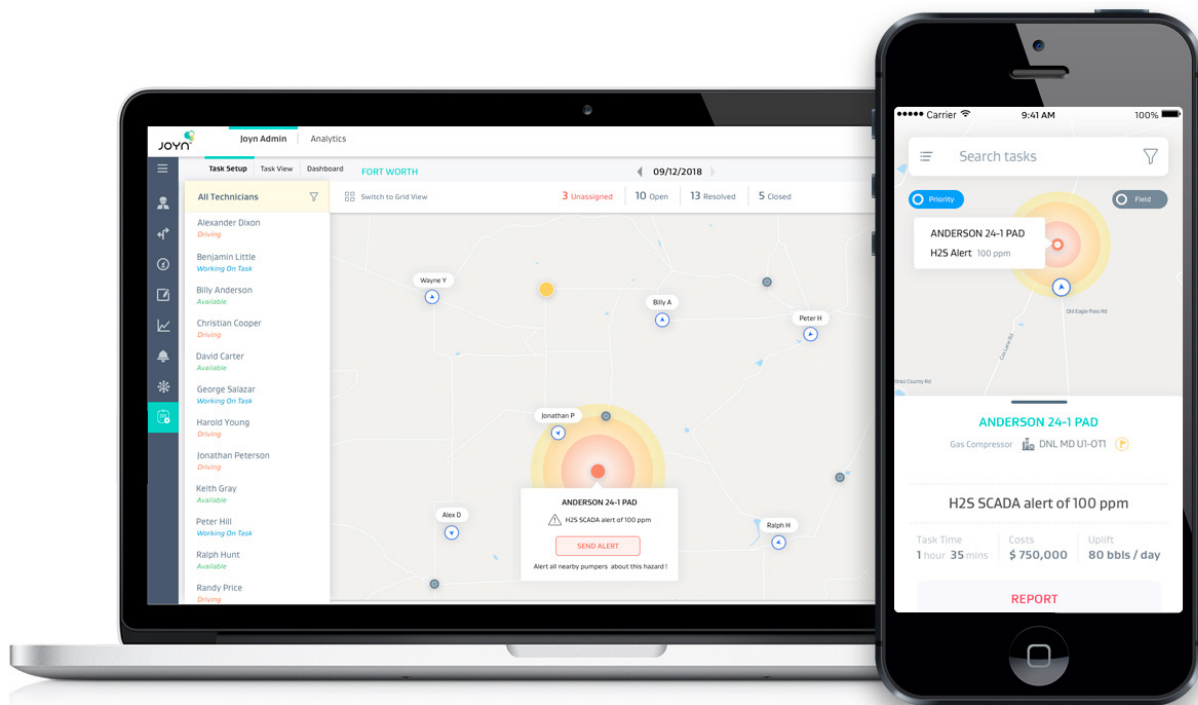 JOYN
Joyn Admin
Analytics
Task Setup
Task View
Dashboard
FORT WORTH
09/12/2018
All Technicians
Switch to Grid View
3 Unassigned
10 Open
13 Resolved
5 Closed
Alexander Dixon
Driving
Benjamin Little
Working On Task
Billy Anderson
Available
Christian Cooper
Driving
David Carter
Available
George Salazar
Working On Task
Harold Young
Driving
Jonathan Peterson
Driving
Keith Gray
Available
Peter Hill
Working On Task
Ralph Hunt
Available
Randy Price
Driving
Wayne Y
Billy A
Peter H
Jonathan P
Alex D
Ralph H
ANDERSON 24-1 PAD
H2S SCADA alert of 100 ppm
SEND ALERT
Alert all nearby pumpers about this hazard !
Carrier
9:41 AM
100%
Search tasks
Priority
Field
ANDERSON 24-1 PAD
H2S Alert 100 ppm
Old Eagle Pass Rd
County Rd
ANDERSON 24-1 PAD
Gas Compressor
DNL MD U1-OT1
H2S SCADA alert of 100 ppm
Task Time
1 hour 35 mins
Costs
$ 750,000
Uplift
80 bbls / day
REPORT